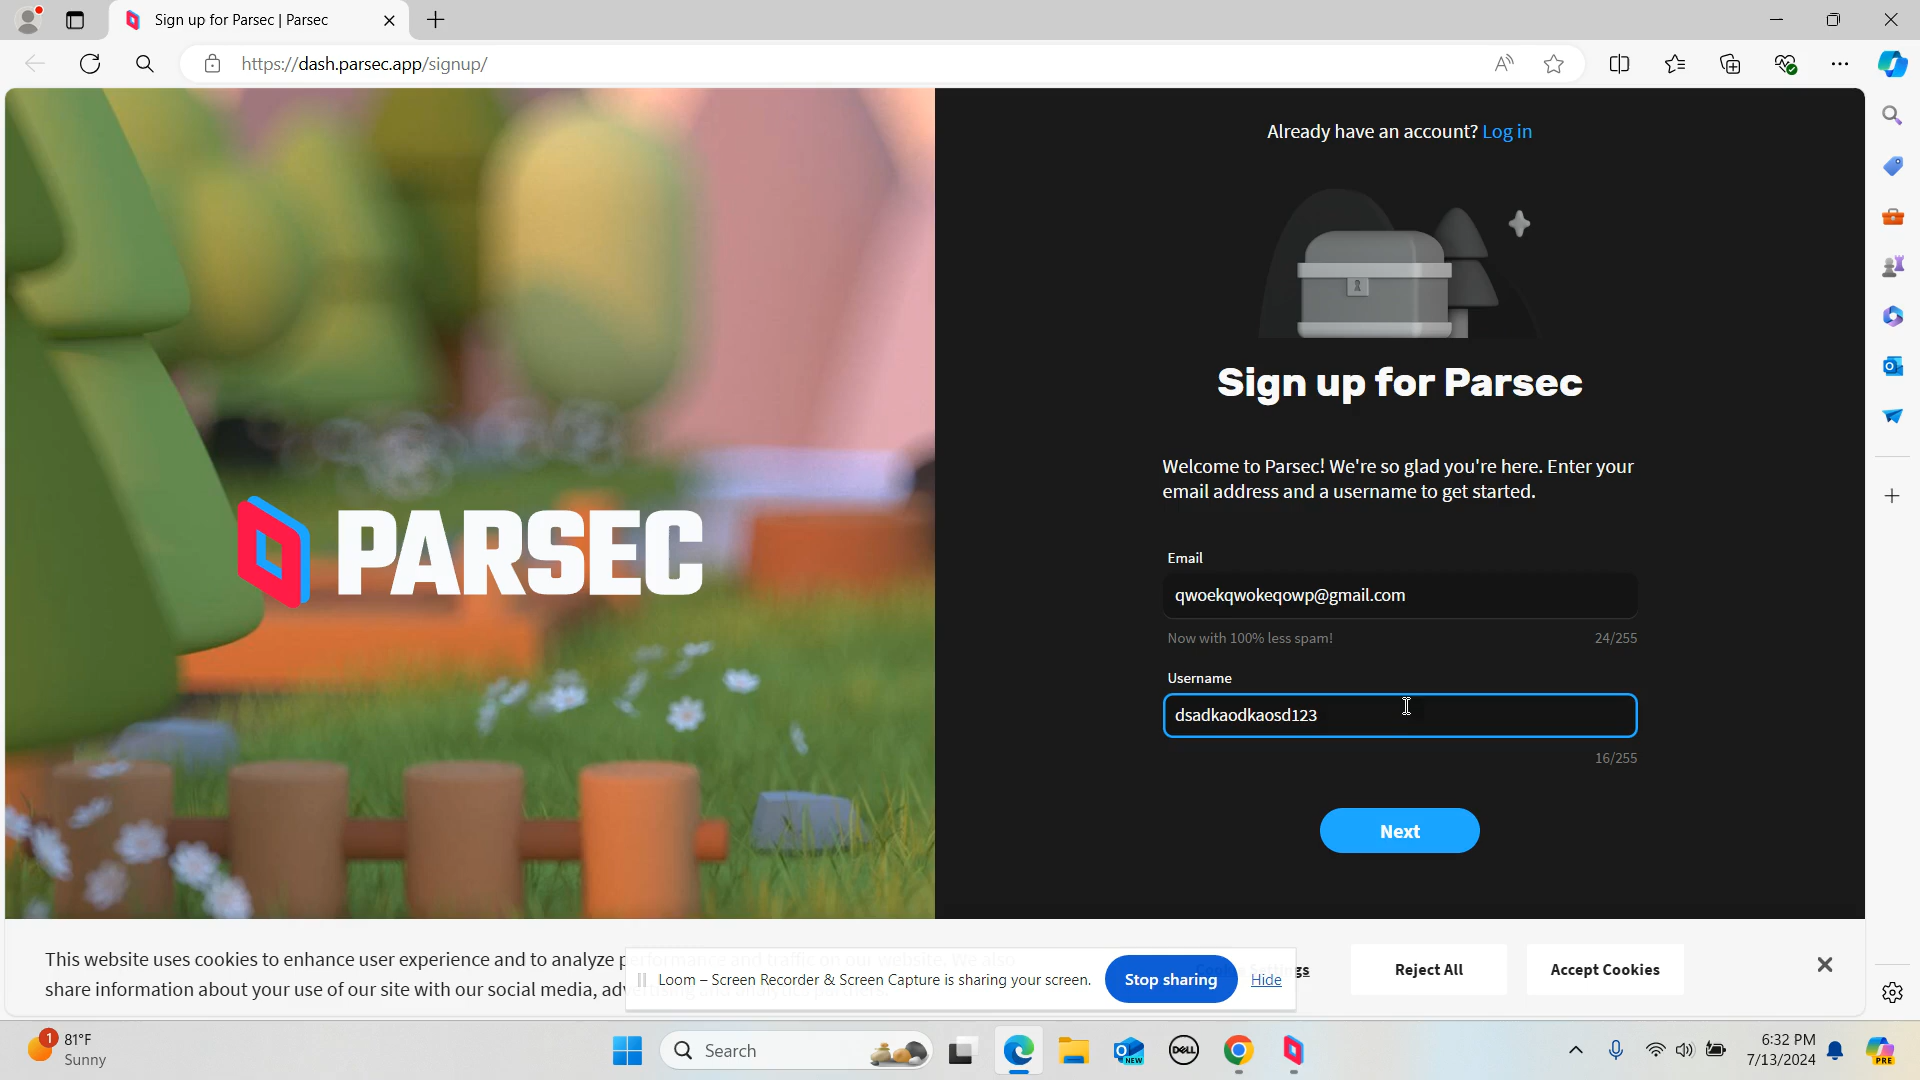 Sign up for Parsec | Parsec
https://dash.parsec.app/signup/
Already have an account? Log in
Sign up for Parsec
Welcome to Parsec! We're so glad you're here. Enter your
email address and a username to get started.
PARSEC
Email
qwoekqwokeqowp@gmail.com
Now with 100% less spam! 24/255
Username
dsadkaodkaosd123
16/255
Next
This website uses cookies to enhance user experience and to analyze
share information about your use of our site with our social media,
Loom – Screen Recorder & Screen Capture is sharing your screen. Stop sharing Hide
Reject All Accept Cookies
1 81°F
Sunny
Search
NEW
DELL
6:32 PM
7/13/2024
PRE